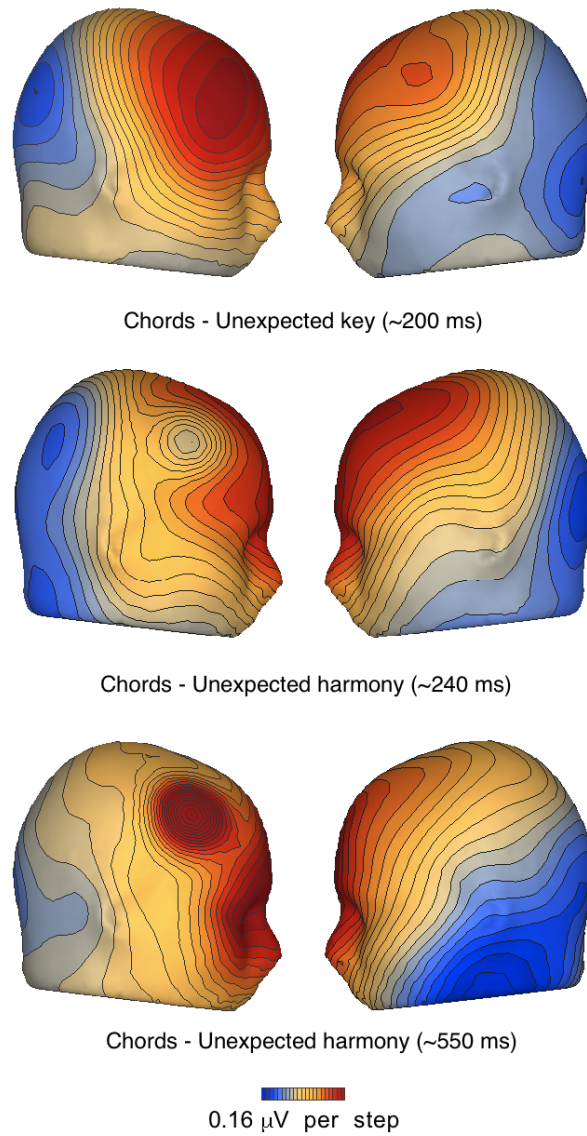 Chords - Unexpected key (~200 ms)
Chords - Unexpected harmony (~240 ms)
Chords - Unexpected harmony (~550 ms)
0.16 μV per step